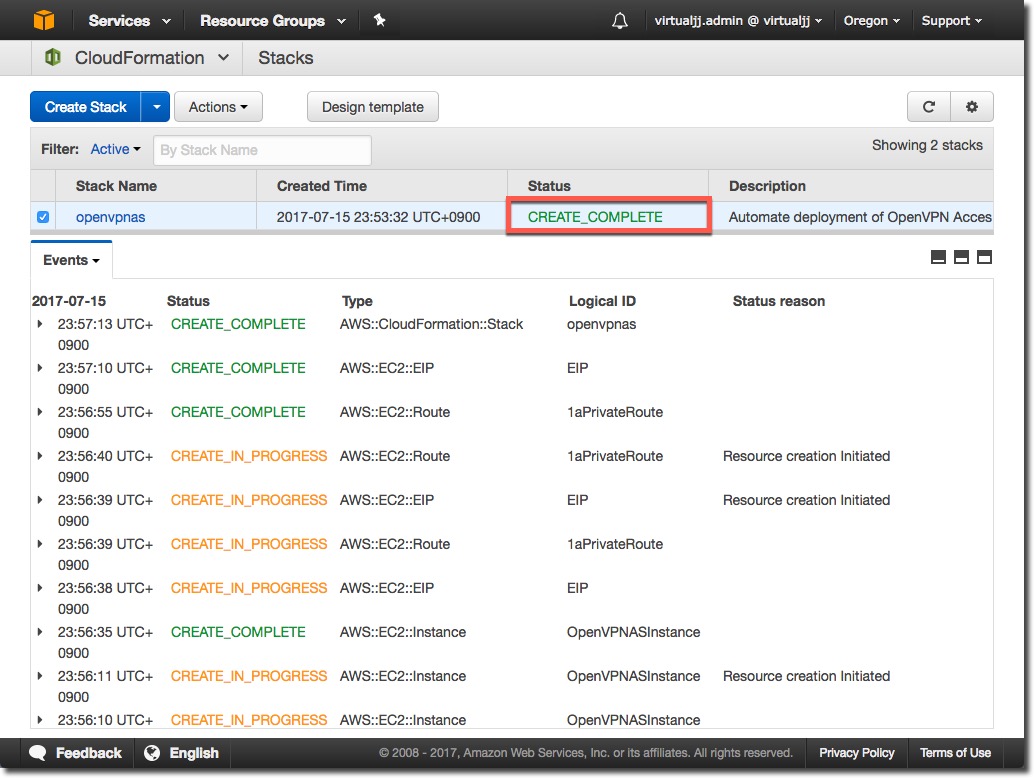 Services Resource Groups virtualjj.admin @ virtualjj Oregon Support
CloudFormation Stacks
Create Stack Actions Design template
Filter: Active By Stack Name Showing 2 stacks
Stack Name Created Time Status Description
openvpnas 2017-07-15 23:53:32 UTC+0900 CREATE_COMPLETE Automate deployment of OpenVPN Acces
Events
2017-07-15 Status Type Logical ID Status reason
23:57:13 UTC+ CREATE_COMPLETE AWS::CloudFormation::Stack openvpnas
0900
23:57:10 UTC+ CREATE_COMPLETE AWS::EC2::EIP EIP
0900
23:56:55 UTC+ CREATE_COMPLETE AWS::EC2::Route 1aPrivateRoute
0900
23:56:40 UTC+ CREATE_IN_PROGRESS AWS::EC2::Route 1aPrivateRoute Resource creation Initiated
0900
23:56:39 UTC+ CREATE_IN_PROGRESS AWS::EC2::EIP EIP Resource creation Initiated
0900
23:56:39 UTC+ CREATE_IN_PROGRESS AWS::EC2::Route 1aPrivateRoute
0900
23:56:38 UTC+ CREATE_IN_PROGRESS AWS::EC2::EIP EIP
0900
23:56:35 UTC+ CREATE_COMPLETE AWS::EC2::Instance OpenVPNASInstance
0900
23:56:11 UTC+ CREATE_IN_PROGRESS AWS::EC2::Instance OpenVPNASInstance Resource creation Initiated
0900
23:56:10 UTC+ CREATE_IN_PROGRESS AWS::EC2::Instance OpenVPNASInstance
Feedback English © 2008 - 2017, Amazon Web Services, Inc. or its affiliates. All rights reserved. Privacy Policy Terms of Use